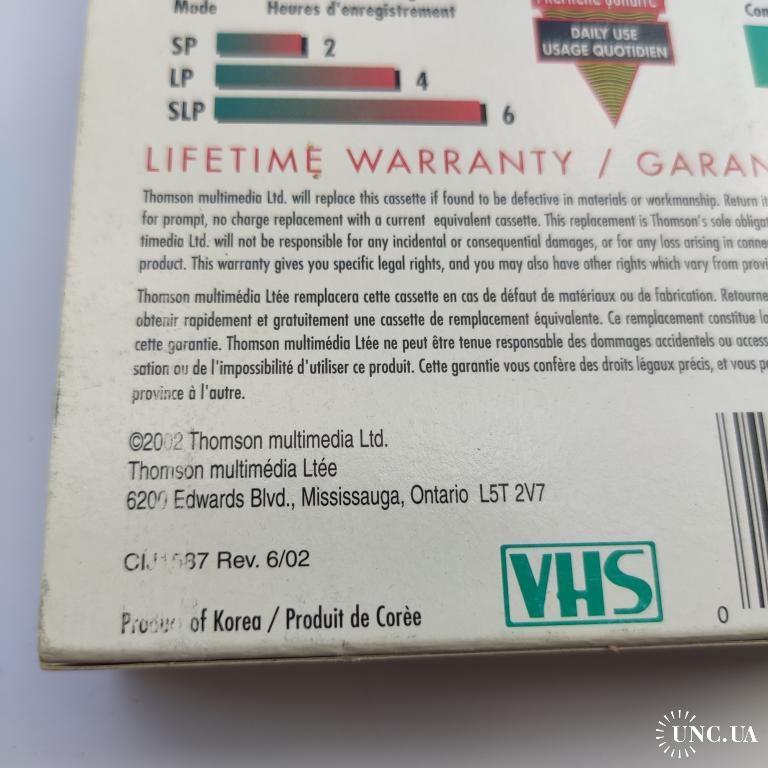 Mode Heures d'enregistrement
SP 2
LP 4
SLP 6
DAILY USE
USAGE QUOTIDIEN
LIFETIME WARRANTY / GARAN
Thomson multimedia Ltd. will replace this cassette if found to be defective in materials or workmanship. Return it
for prompt, no charge replacement with a current equivalent cassette. This replacement is Thomson's sole obligat
timedia Ltd. will not be responsible for any incidental or consequential damages, or for any loss arising in conne
product. This warranty gives you specific legal rights, and you may also have other rights which vary from provi
Thomson multimédia Ltée remplacera cette cassette en cas de défaut de matériaux ou de fabrication. Retourne
obtenir rapidement et gratuitement une cassette de remplacement équivalente. Ce remplacement constitue la
cette garantie. Thomson multimédia Ltée ne peut être tenue responsable des dommages accidentels ou access
sation ou de l'impossibilité d'utiliser ce produit. Cette garantie vous confère des droits légaux précis, et vous p
province à l'autre.
©2002 Thomson multimedia Ltd.
Thomson multimédia Ltée
6200 Edwards Blvd., Mississauga, Ontario L5T 2V7
Rev. 6/02
VHS
of Korea / Produit de Corèe
0
UNC.UA